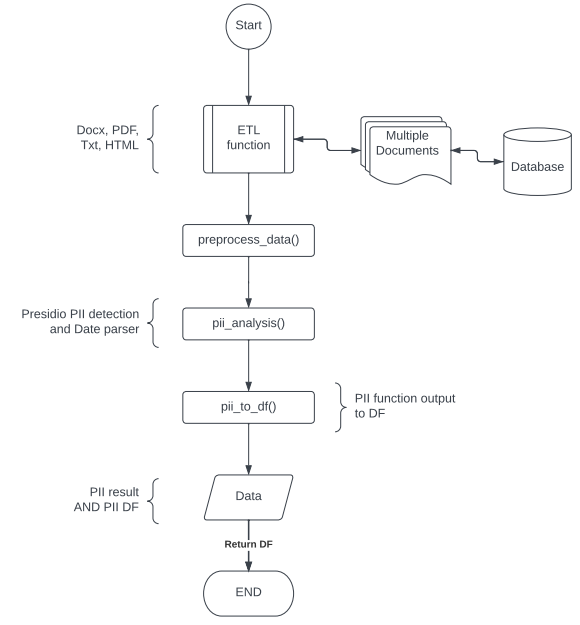 Start
Docx, PDF,
Txt, HTML
ETL
function
Multiple
Documents
Database
preprocess_data()
Presidio PII detection
and Date parser
pii_analysis()
pii_to_df()
PII function output
to DF
PII result
AND PII DF
Data
Return DF
END